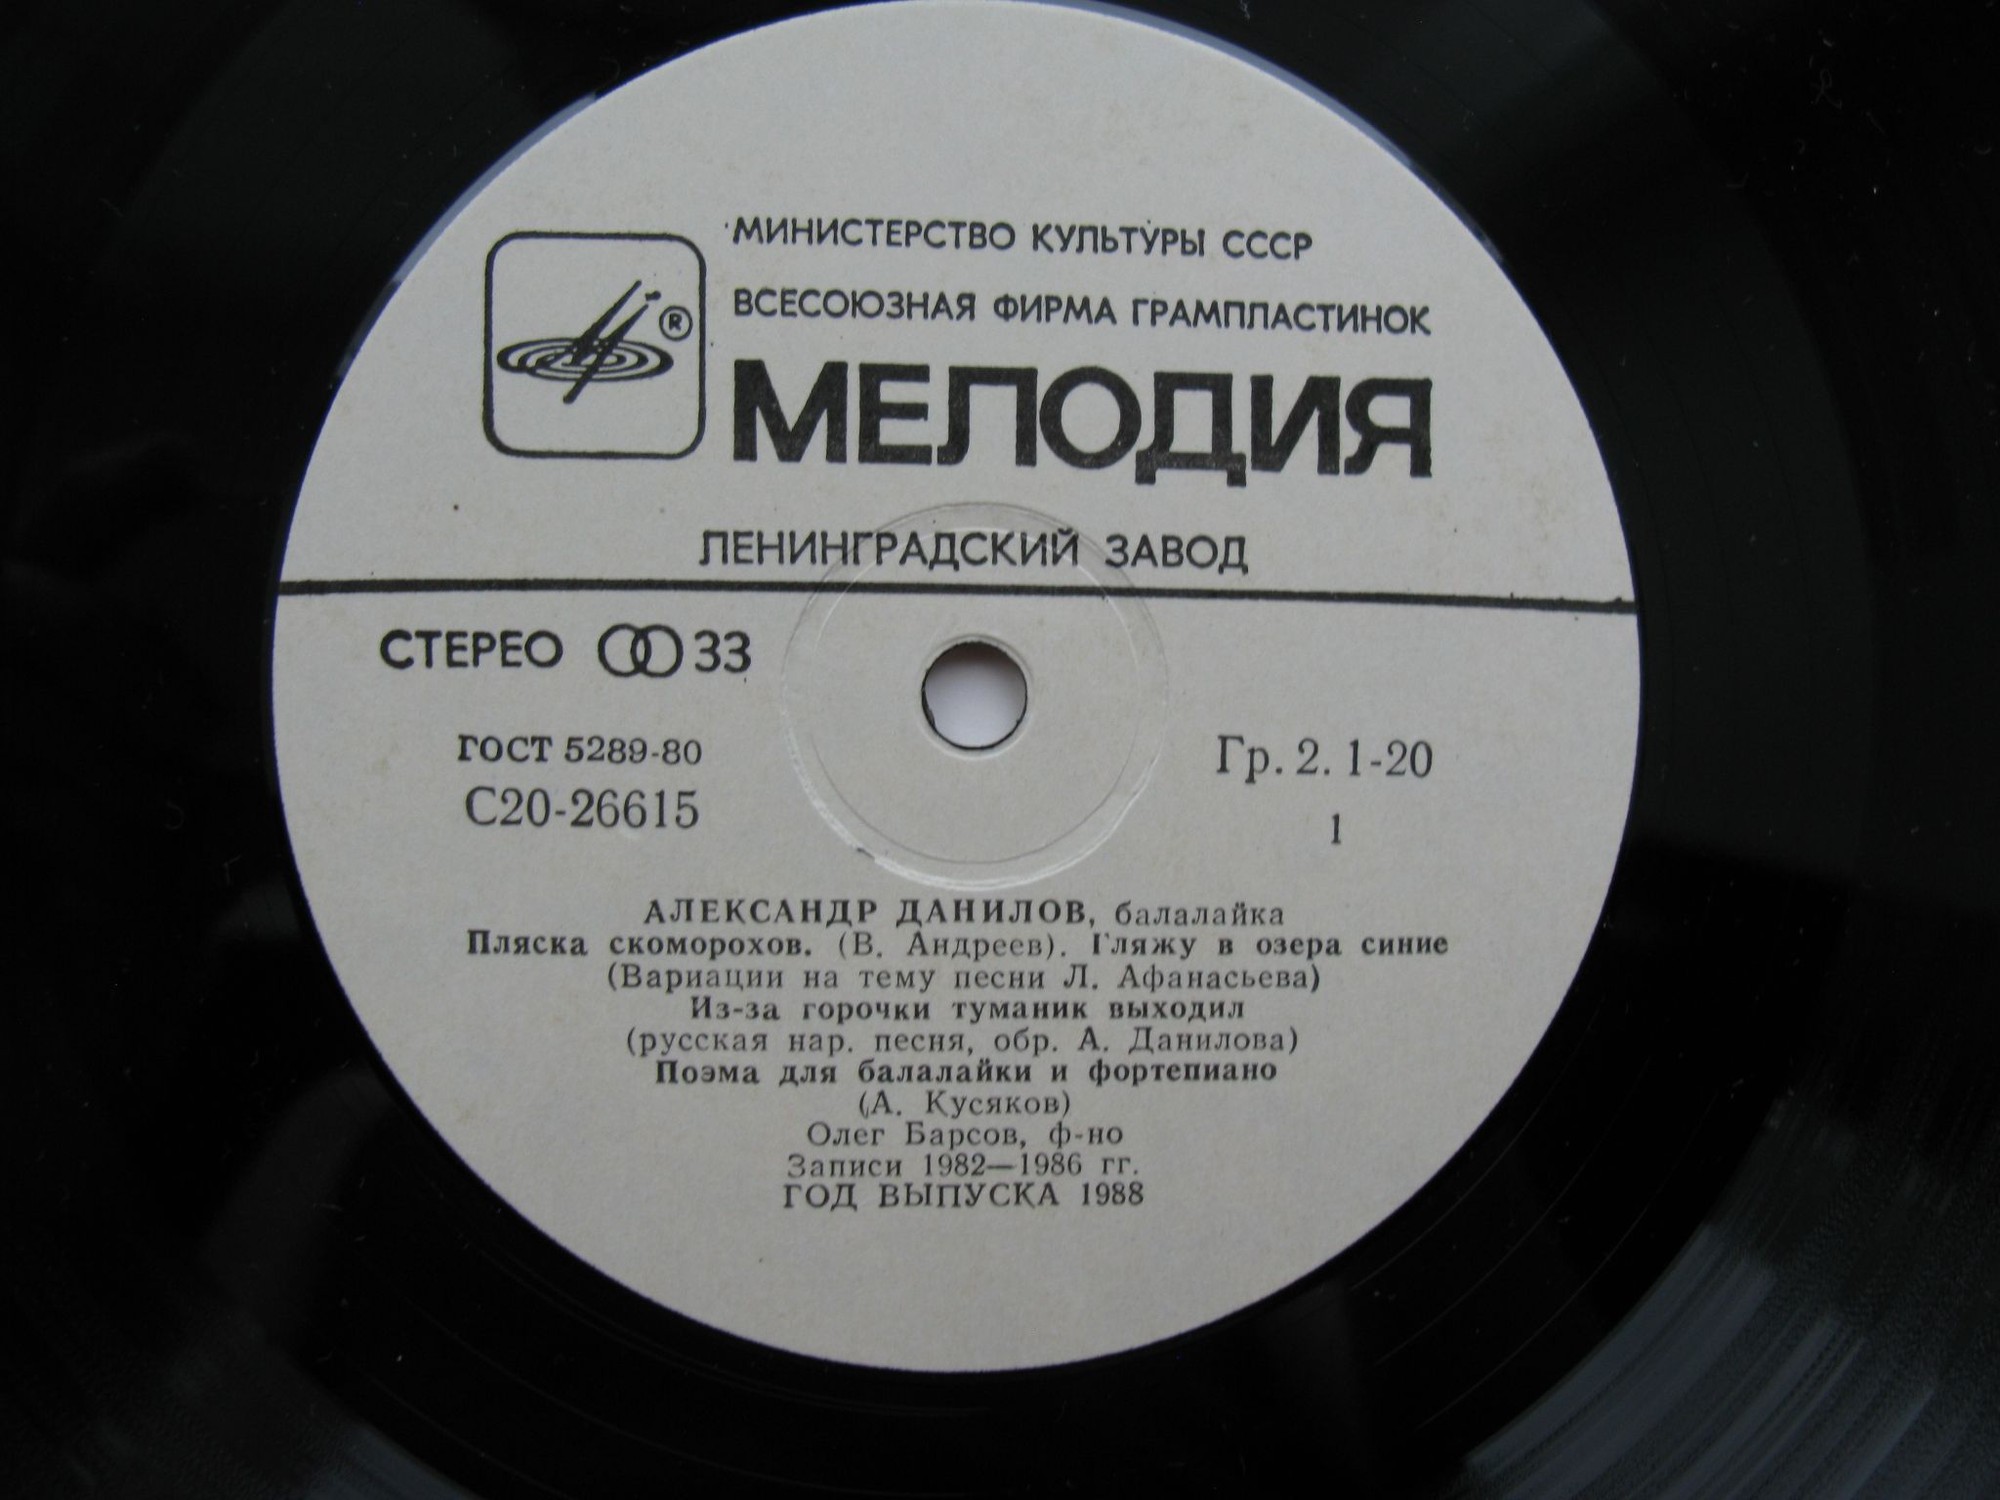 МИНИСТЕРСТВО КУЛЬТУРЫ СССР
ВСЕСОЮЗНАЯ ФИРМА ГРАМПЛАСТИНОК
®
МЕЛОДИЯ
ЛЕНИНГРАДСКИЙ ЗАВОД
СТЕРЕО 33
ГОСТ 5289-80
С20-26615
Гр. 2. 1-20
1
АЛЕКСАНДР ДАНИЛОВ, балалайка
Пляска скоморохов. (В. Андреев). Гляжу в озера синие
(Вариации на тему песни Л. Афанасьева)
Из-за горочки туманик выходил
(русская нар. песня, обр. А. Данилова)
Поэма для балалайки и фортепиано
(А. Кусяков)
Олег Барсов, ф-но
Записи 1982—1986 гг.
ГОД ВЫПУСКА 1988